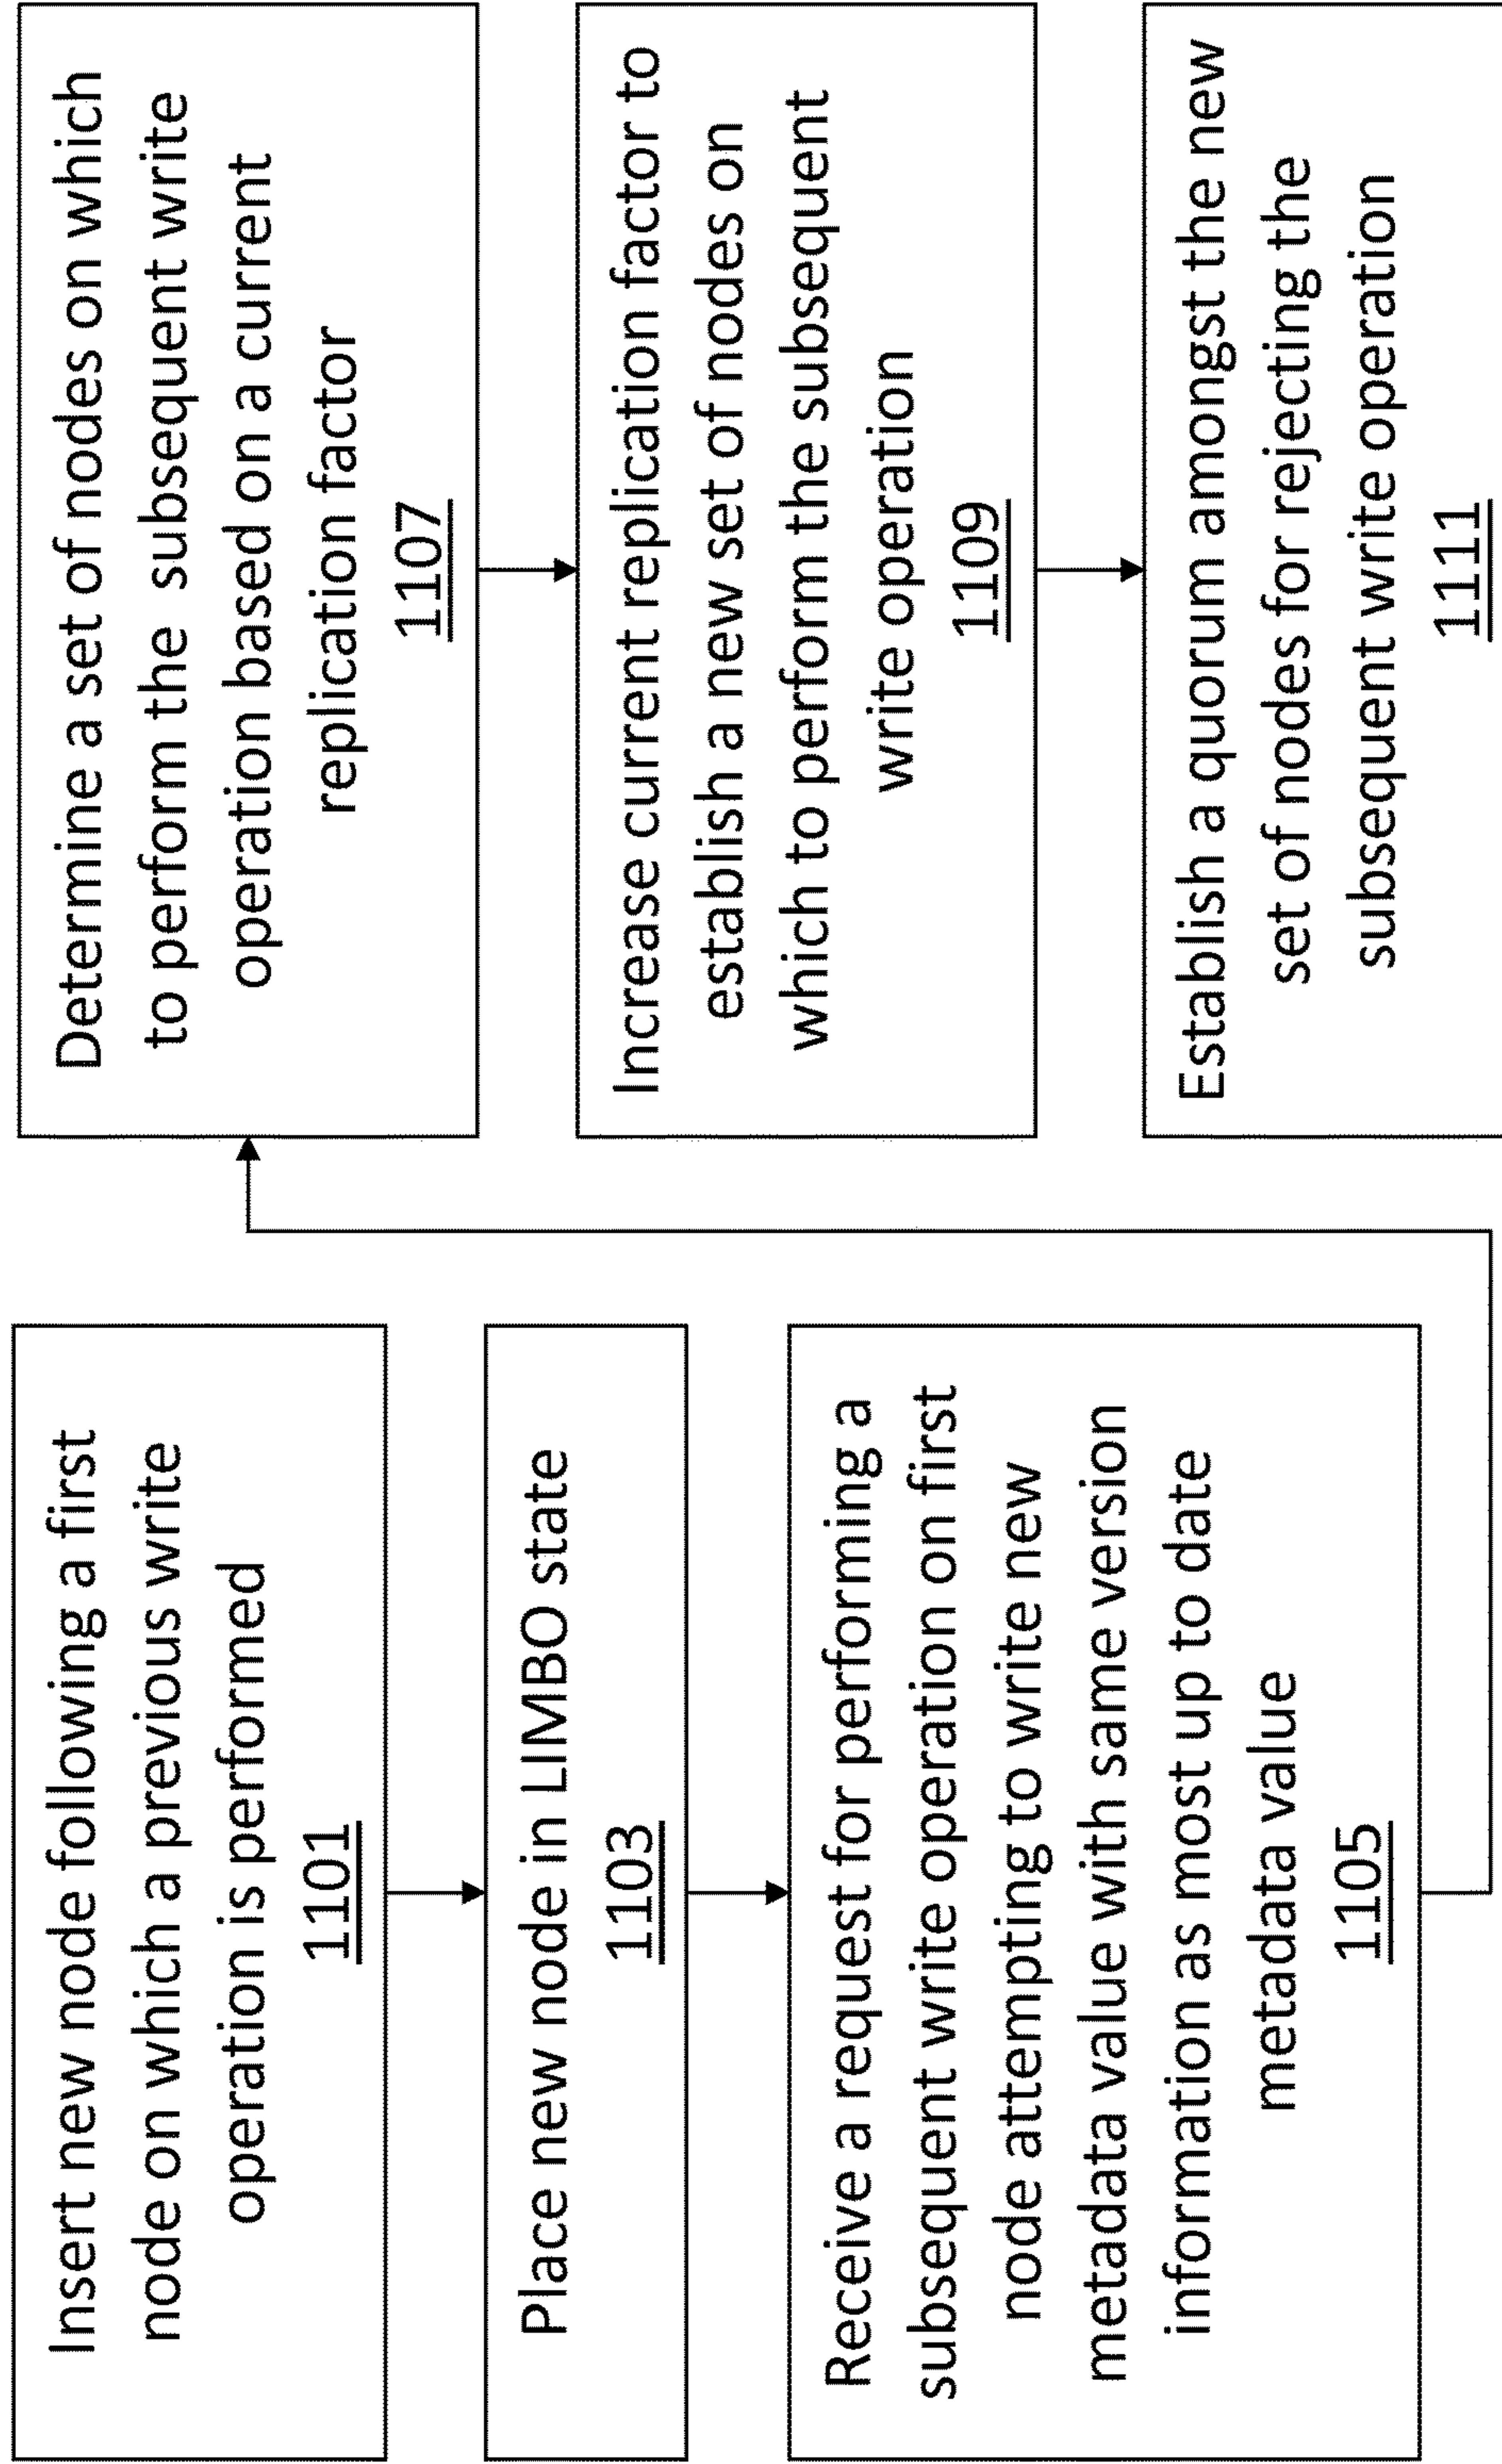 Insert new node following a first
node on which a previous write
operation is performed
1101
Place new node in LIMBO state
1103
Receive a request for performing a
subsequent write operation on first
node attempting to write new
metadata value with same version
information as most up to date
metadata value
1105
Determine a set of nodes on which
to perform the subsequent write
operation based on a current
replication factor
1107
Increase current replication factor to
establish a new set of nodes on
which to perform the subsequent
write operation
1109
Establish a quorum amongst the new
set of nodes for rejecting the
subsequent write operation
1111